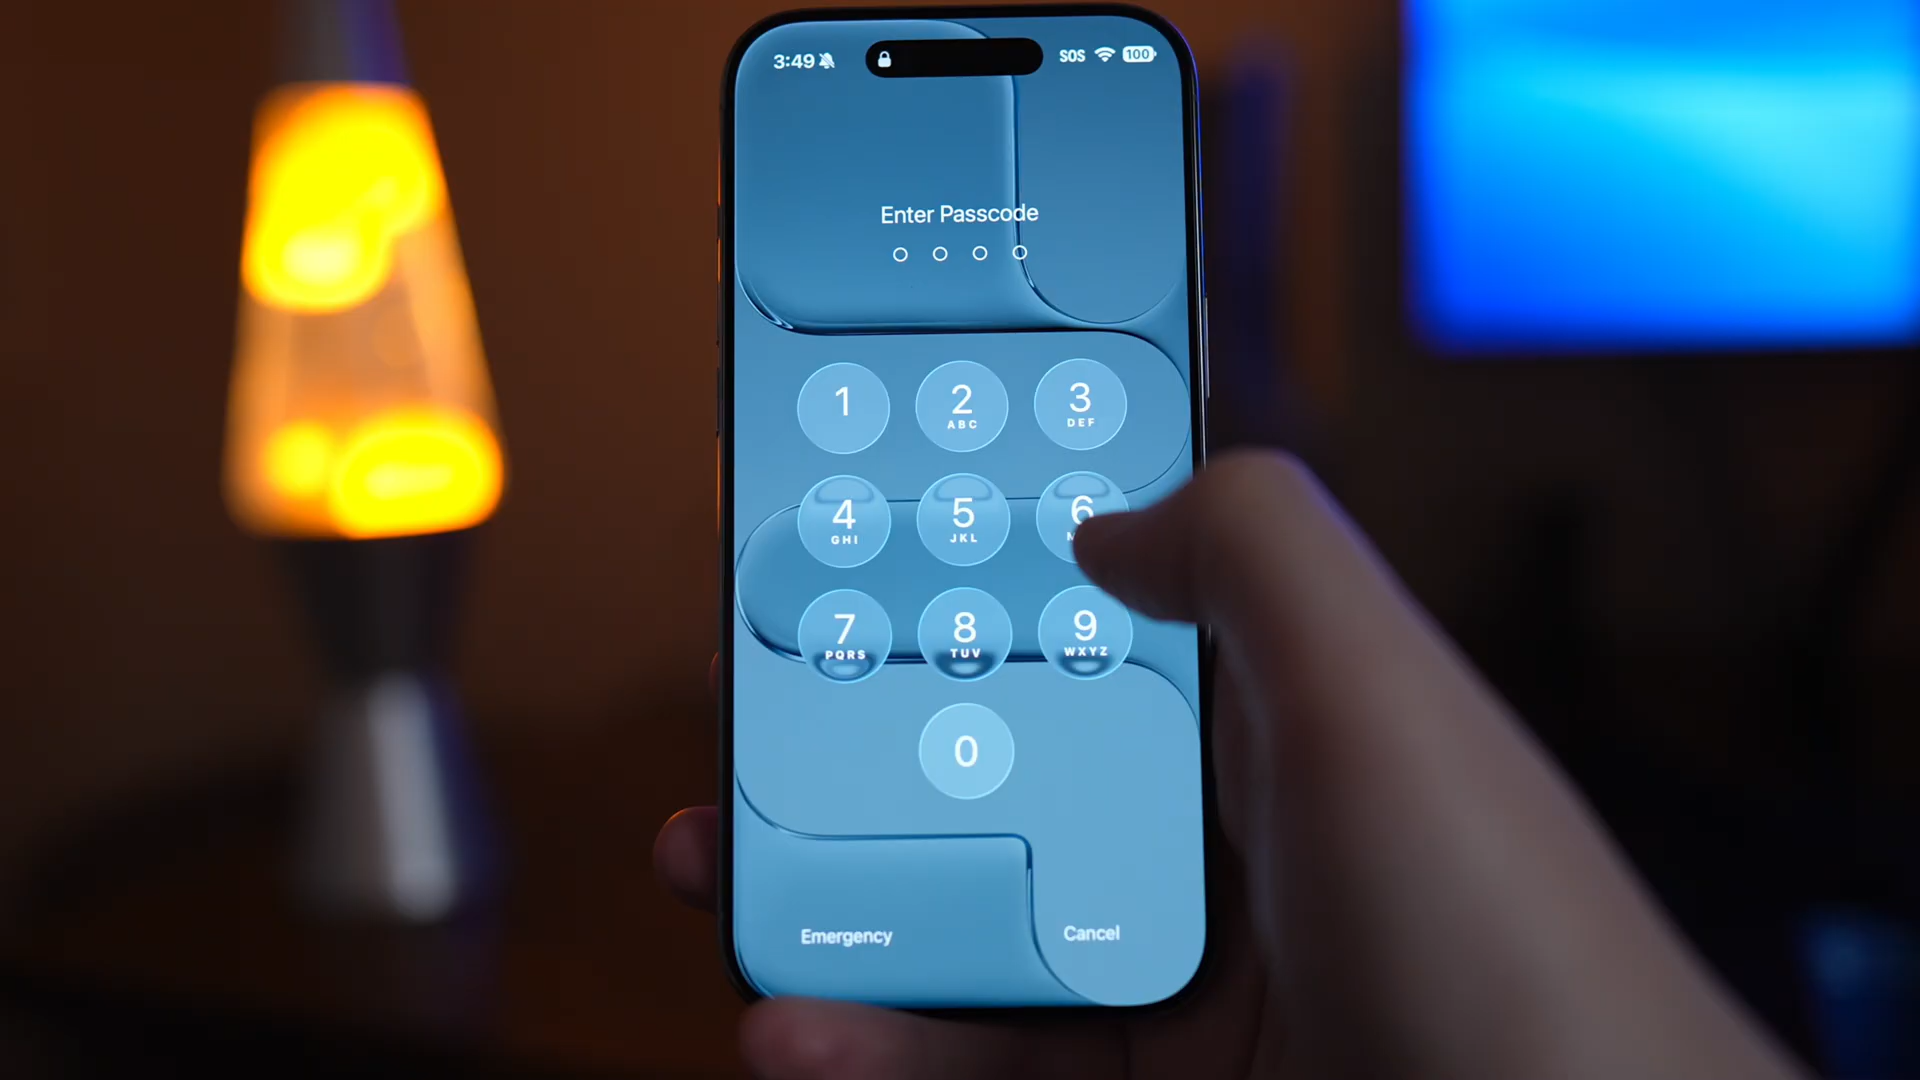 3:49 SOS 100
Enter Passcode
1 2 3
ABC DEF
4 5 6
GHI JKL M
7 8 9
PQRS TUV WXYZ
0
Emergency Cancel